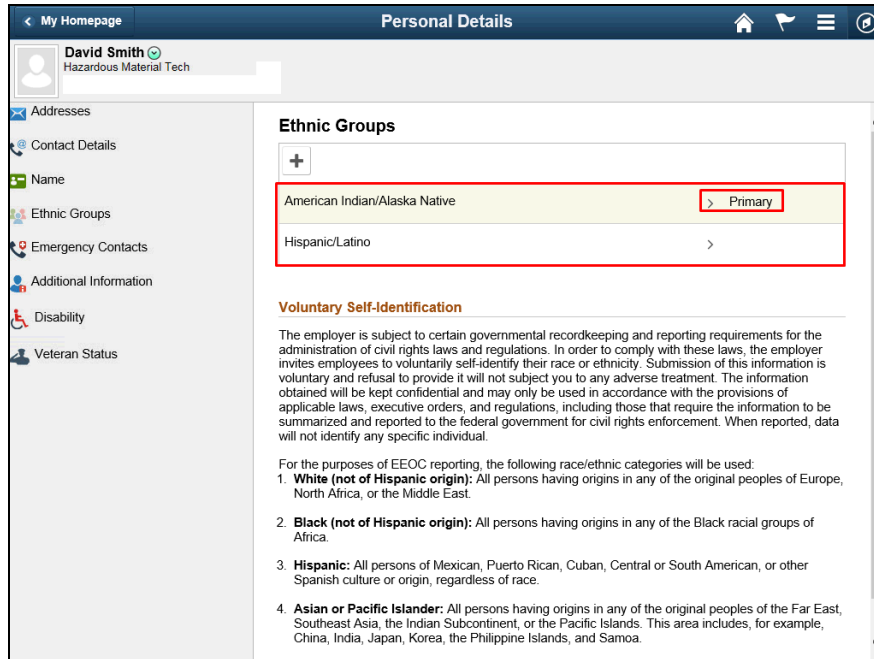 My Homepage
Personal Details
David Smith
Hazardous Material Tech
Addresses
Contact Details
Name
Ethnic Groups
Emergency Contacts
Additional Information
Disability
Veteran Status
Ethnic Groups
+
American Indian/Alaska Native
> Primary
Hispanic/Latino
>
Voluntary Self-Identification
The employer is subject to certain governmental recordkeeping and reporting requirements for the
administration of civil rights laws and regulations. In order to comply with these laws, the employer
invites employees to voluntarily self-identify their race or ethnicity. Submission of this information is
voluntary and refusal to provide it will not subject you to any adverse treatment. The information
obtained will be kept confidential and may only be used in accordance with the provisions of
applicable laws, executive orders, and regulations, including those that require the information to be
summarized and reported to the federal government for civil rights enforcement. When reported, data
will not identify any specific individual.
For the purposes of EEOC reporting, the following race/ethnic categories will be used:
1. White (not of Hispanic origin): All persons having origins in any of the original peoples of Europe,
North Africa, or the Middle East.
2. Black (not of Hispanic origin): All persons having origins in any of the Black racial groups of
Africa.
3. Hispanic: All persons of Mexican, Puerto Rican, Cuban, Central or South American, or other
Spanish culture or origin, regardless of race.
4. Asian or Pacific Islander: All persons having origins in any of the original peoples of the Far East,
Southeast Asia, the Indian Subcontinent, or the Pacific Islands. This area includes, for example,
China, India, Japan, Korea, the Philippine Islands, and Samoa.